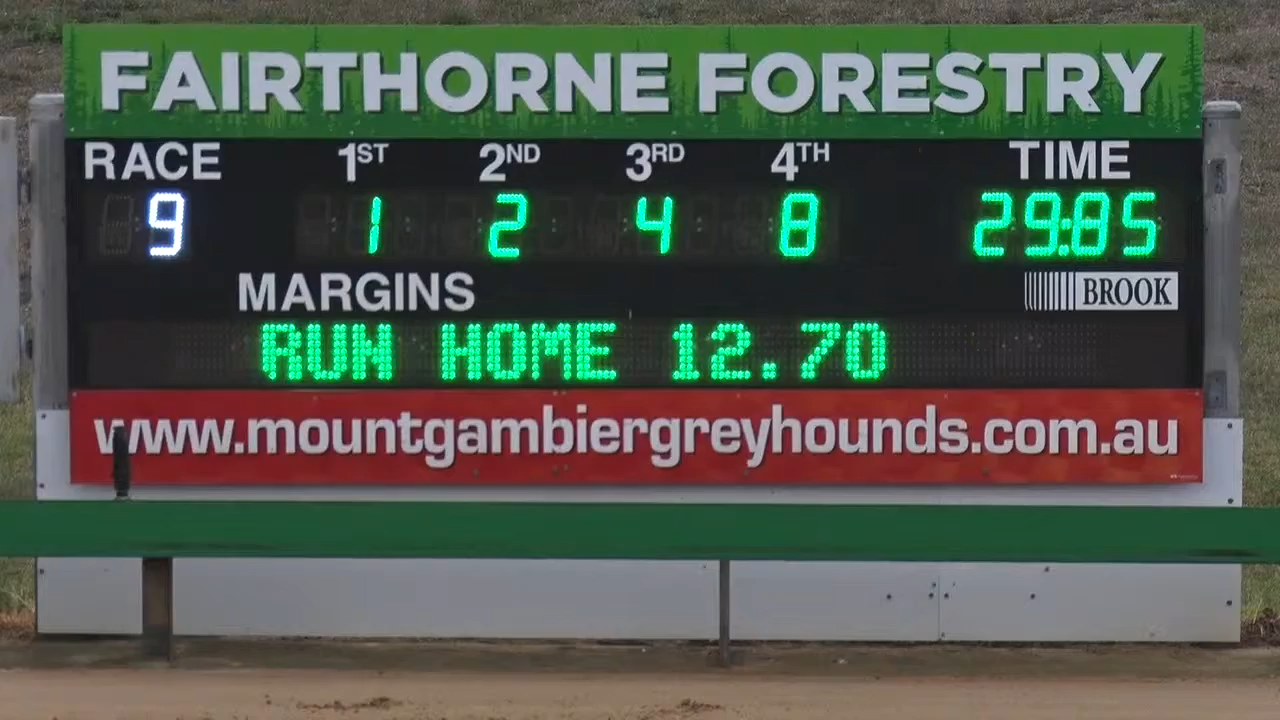 FAIRTHORNE FORESTRY
RACE 1ST 2ND 3RD 4TH TIME
9 1 2 4 8 29:85
MARGINS BROOK
RUN HOME 12.70
www.mountgambiergreyhounds.com.au